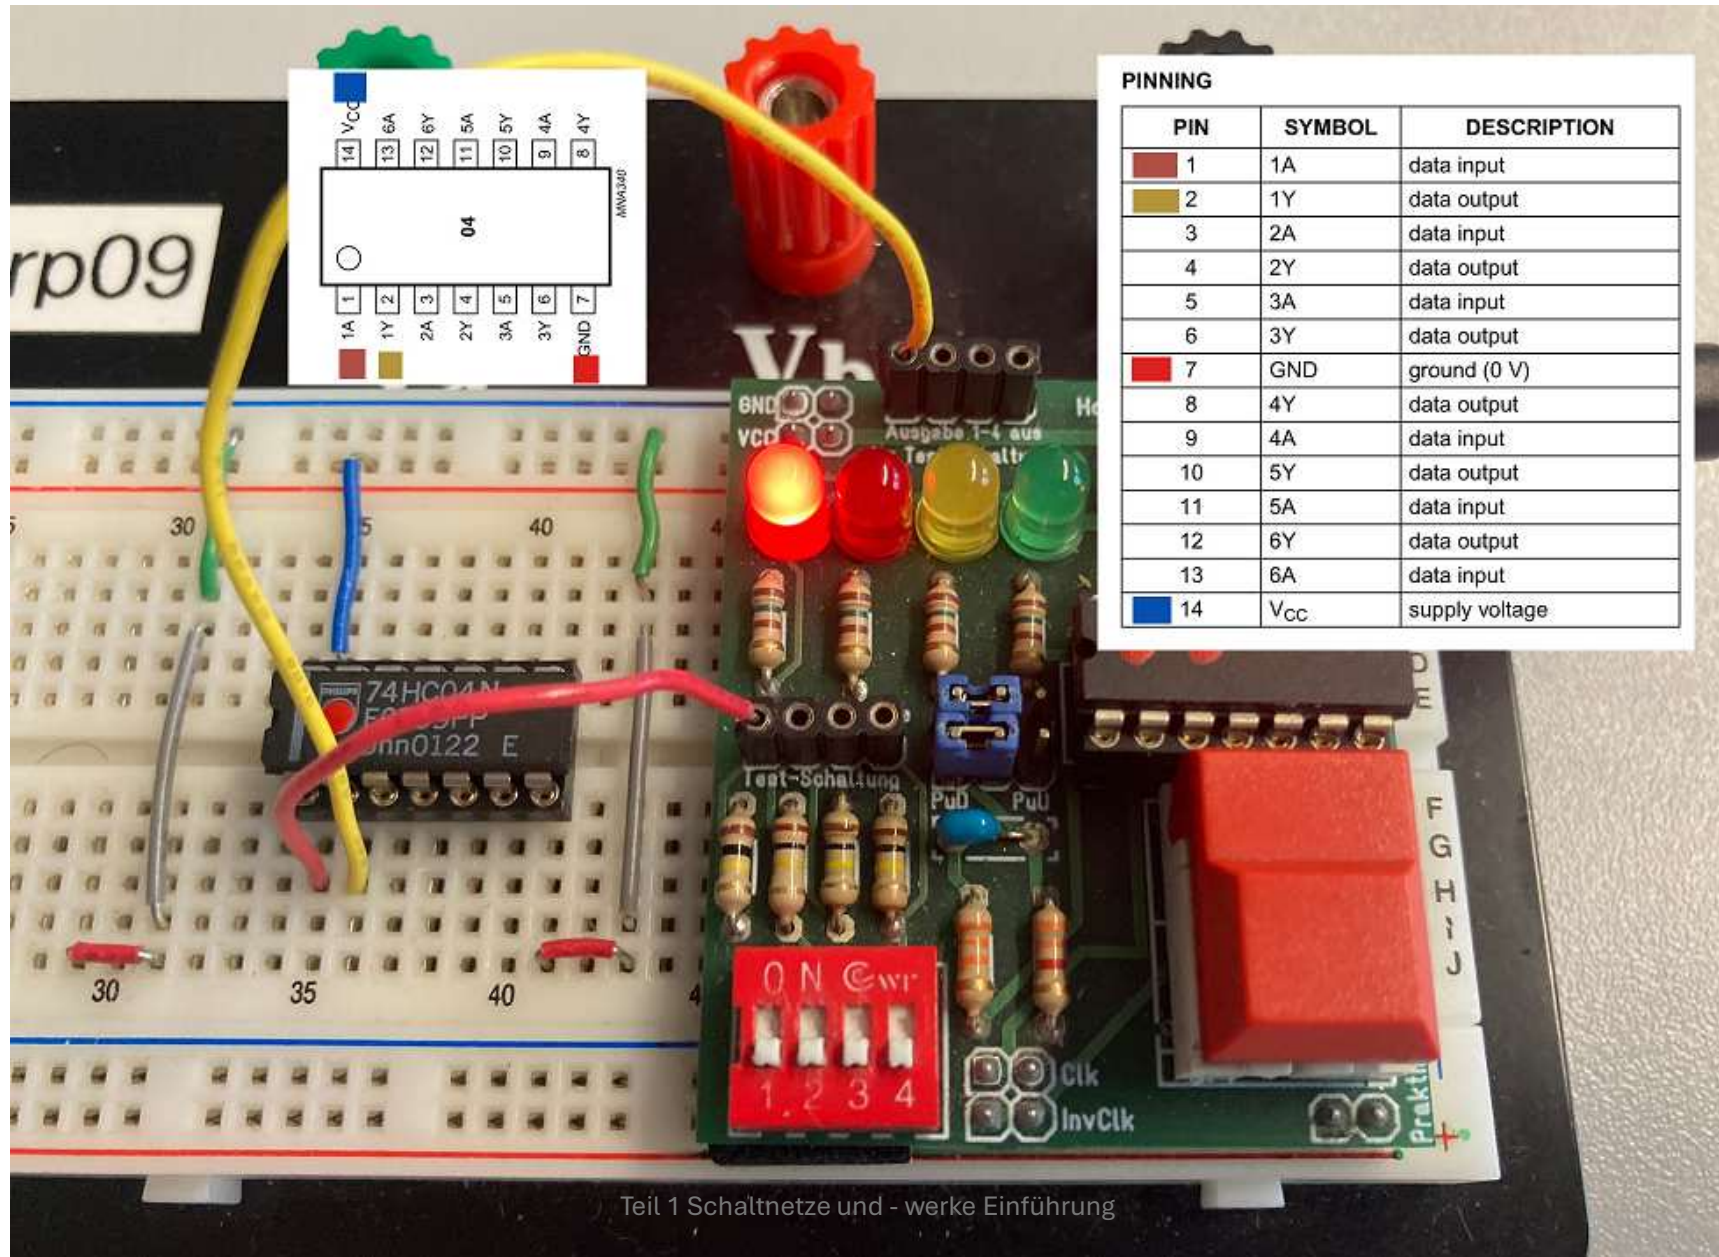 rp09
VCC 6A 6Y 5A 5Y 4A 4Y
14 13 12 11 10 9 8
04
MNA340
1 2 3 4 5 6 7
1A 1Y 2A 2Y 3A 3Y GND
PINNING
PIN SYMBOL DESCRIPTION
1 1A data input
2 1Y data output
3 2A data input
4 2Y data output
5 3A data input
6 3Y data output
7 GND ground (0 V)
8 4Y data output
9 4A data input
10 5Y data output
11 5A data input
12 6Y data output
13 6A data input
14 VCC supply voltage
Vb
GND
VCC
Ausgabe 1-4 aus
30 40
PHILIPS
74HC04N
0122 E
Test-Schaltung
PuD PuU
D
E
F
G
H
J
ON
1 2 3 4
30 35 40
Clk
InvClk
Prakt
Teil 1 Schaltnetze und - werke Einführung